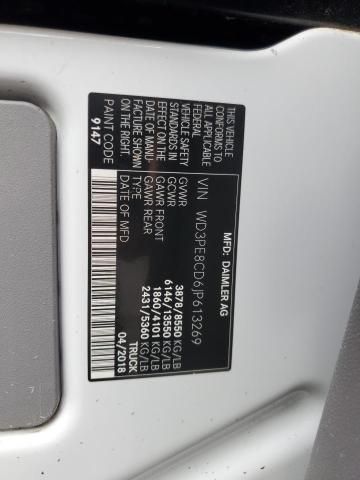 MFD: DAIMLER AG
VIN WD3PE8CD6JP613269
GVWR 3878/8550 KG/LB
GCWR 6146/13550 KG/LB
GAWR FRONT 1860/4101 KG/LB
GAWR REAR 2431/5360 KG/LB
TYPE TRUCK
DATE OF MFD 04/2018
THIS VEHICLE
CONFORMS TO
ALL APPLICABLE
FEDERAL
VEHICLE SAFETY
STANDARDS IN
EFFECT ON THE
DATE OF MANU-
FACTURE SHOWN
ON THE RIGHT
PAINT CODE
9147